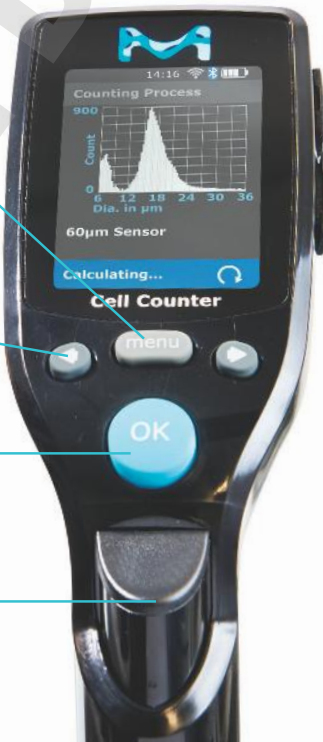 14:16
Counting Process
900
Count
0
6 12 18 24 30 36
Dia. in µm
60µm Sensor
Calculating...
Cell Counter
menu
OK